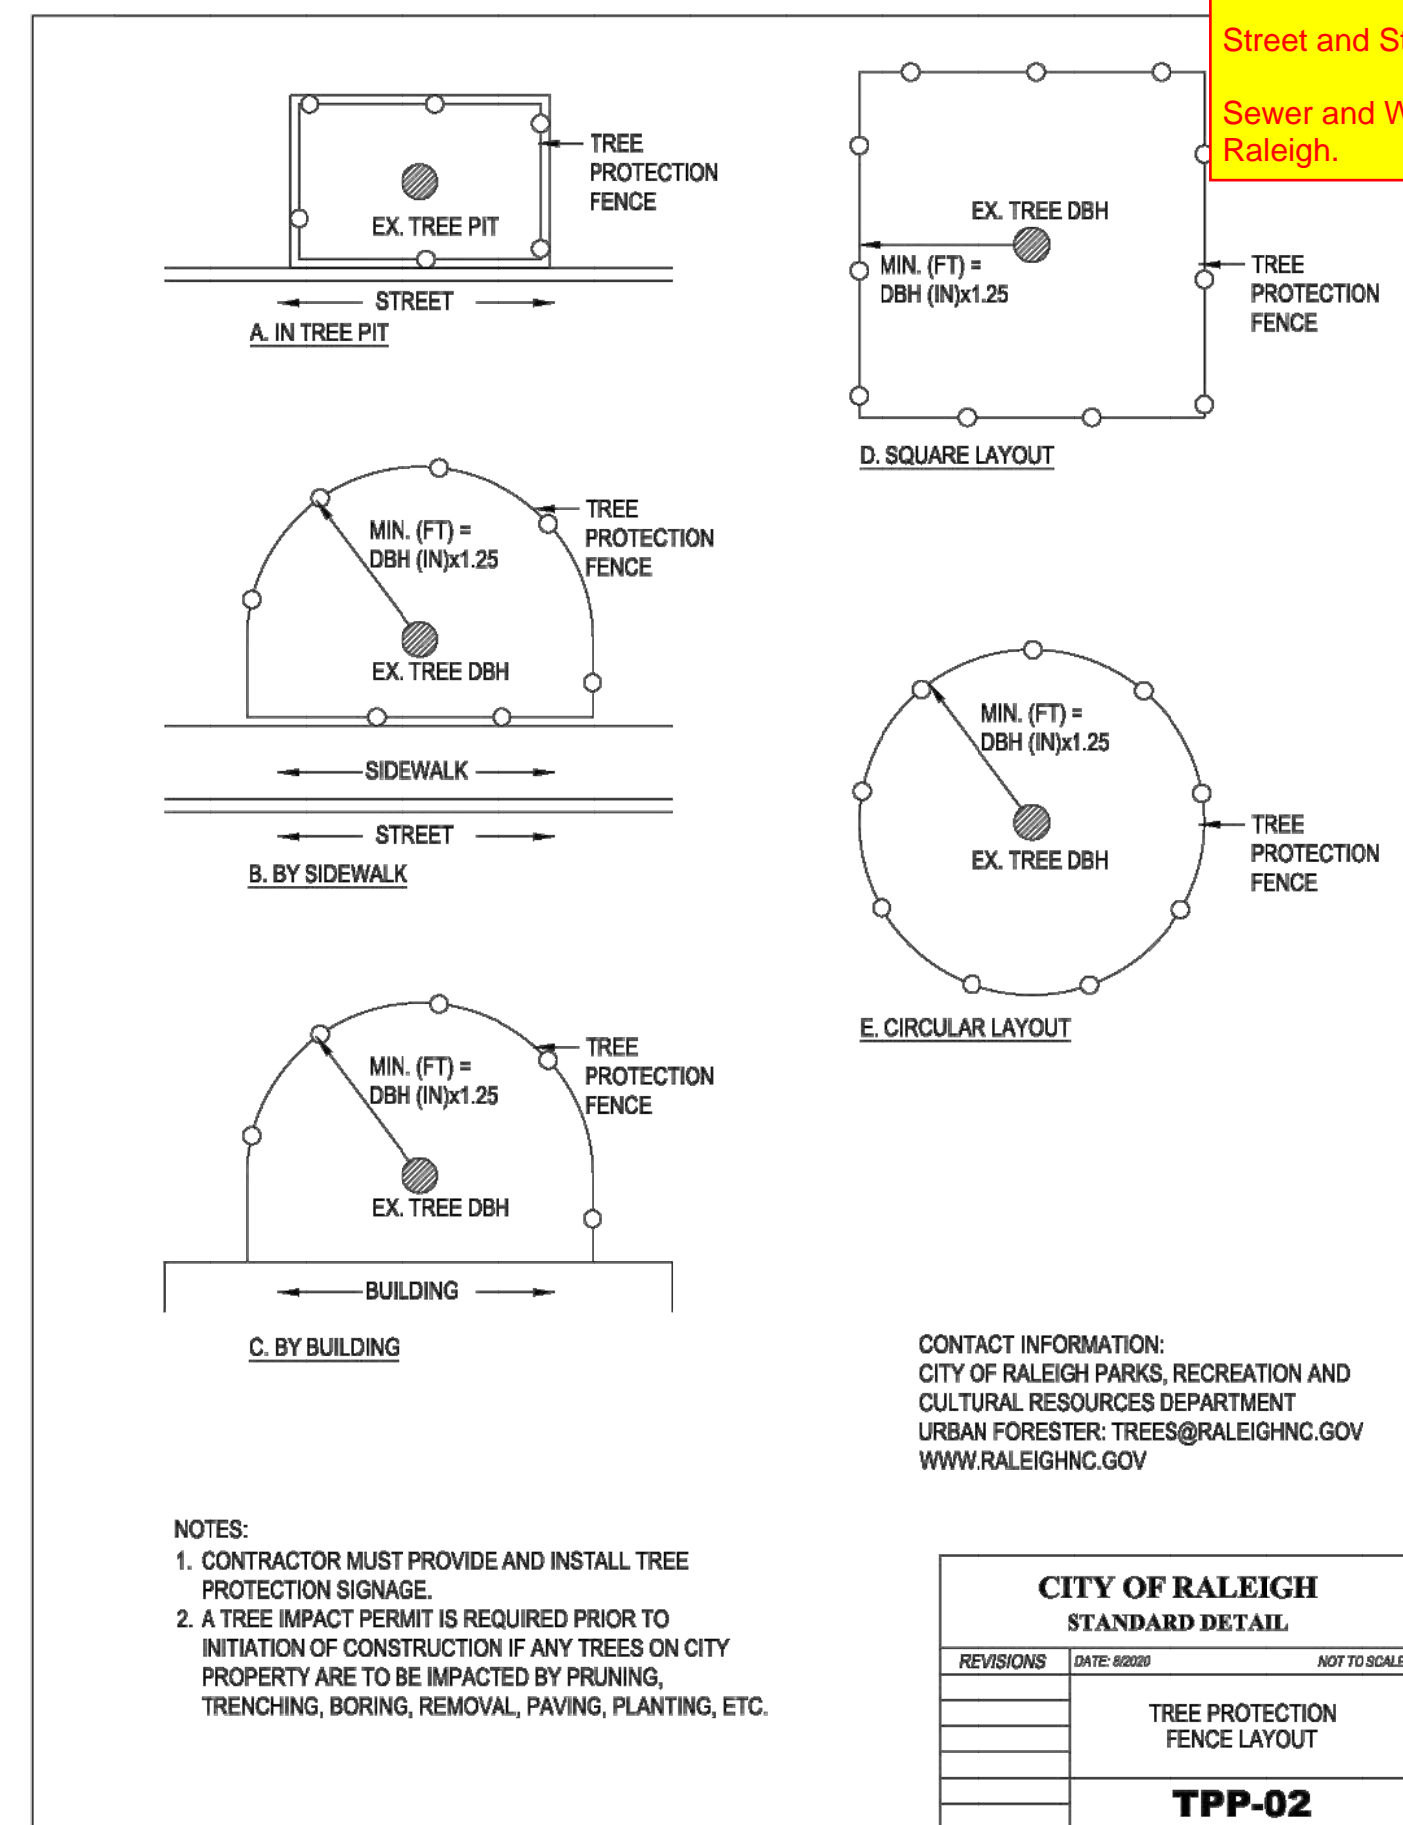 Street and
Sewer and
Raleigh.
TREE
PROTECTION
FENCE
EX. TREE PIT
STREET
A. IN TREE PIT
EX. TREE DBH
MIN. (FT) =
DBH (IN)x1.25
TREE
PROTECTION
FENCE
D. SQUARE LAYOUT
TREE
PROTECTION
FENCE
MIN. (FT) =
DBH (IN)x1.25
EX. TREE DBH
SIDEWALK
STREET
B. BY SIDEWALK
MIN. (FT) =
DBH (IN)x1.25
EX. TREE DBH
TREE
PROTECTION
FENCE
E. CIRCULAR LAYOUT
TREE
PROTECTION
FENCE
MIN. (FT) =
DBH (IN)x1.25
EX. TREE DBH
BUILDING
C. BY BUILDING
CONTACT INFORMATION:
CITY OF RALEIGH PARKS, RECREATION AND
CULTURAL RESOURCES DEPARTMENT
URBAN FORESTER: TREES@RALEIGHNC.GOV
WWW.RALEIGHNC.GOV
NOTES:
1. CONTRACTOR MUST PROVIDE AND INSTALL TREE
PROTECTION SIGNAGE.
2. A TREE IMPACT PERMIT IS REQUIRED PRIOR TO
INITIATION OF CONSTRUCTION IF ANY TREES ON CITY
PROPERTY ARE TO BE IMPACTED BY PRUNING,
TRENCHING, BORING, REMOVAL, PAVING, PLANTING, ETC.
CITY OF RALEIGH
STANDARD DETAIL
REVISIONS DATE: 8/2020 NOT TO SCALE
TREE PROTECTION
FENCE LAYOUT
TPP-02